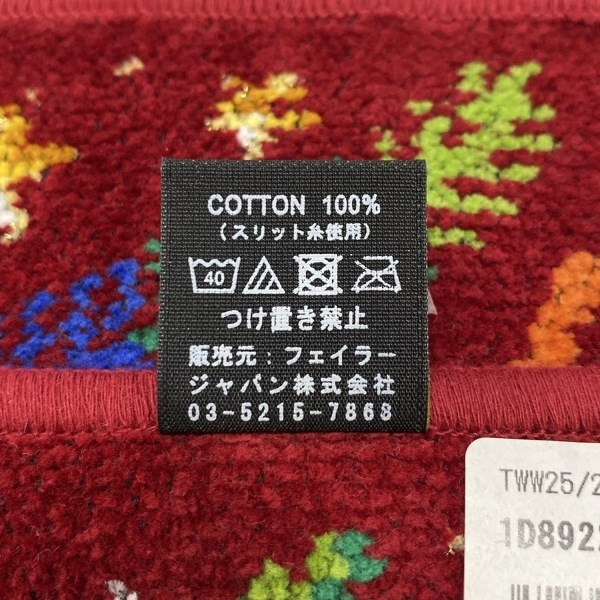 COTTON 100%
(スリット糸使用)
40
つけ置き禁止
販売元:フェイラー
ジャパン株式会社
03-5215-7868
TWW25/2
1D892